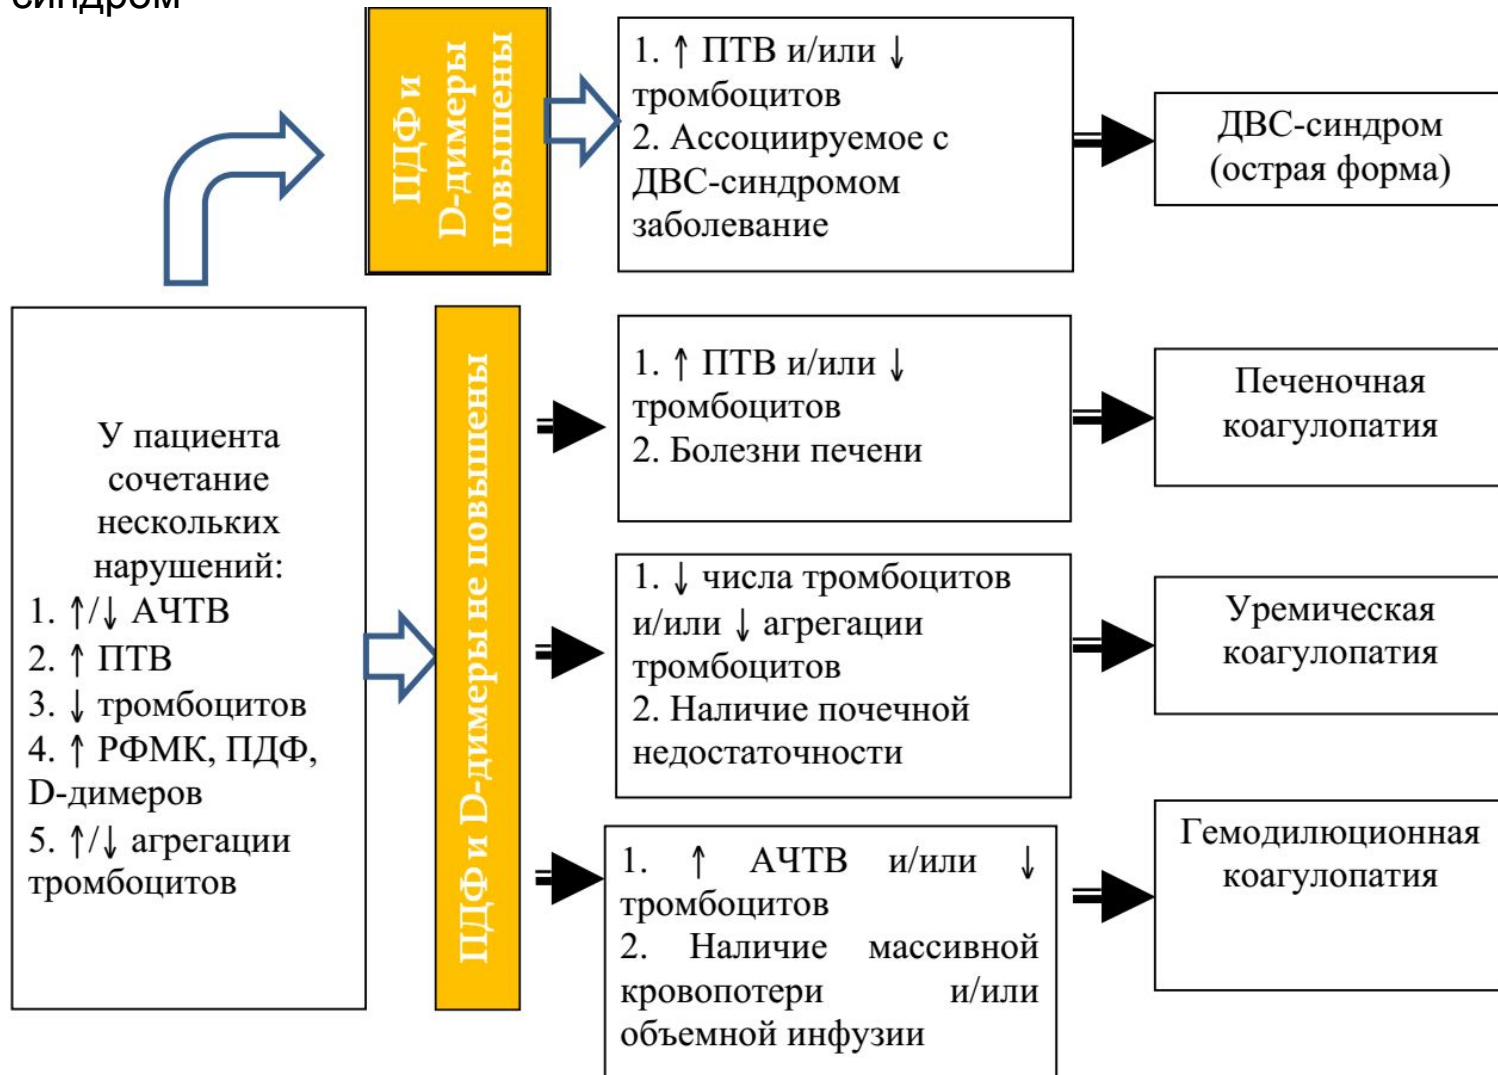 синдром
ПДФ и
D-димеры
повышены
1. ↑ ПТВ и/или ↓
тромбоцитов
2. Ассоциируемое с
ДВС-синдромом
заболевание
ДВС-синдром
(острая форма)
У пациента
сочетание
нескольких
нарушений:
1. ↑/↓ АЧТВ
2. ↑ ПТВ
3. ↓ тромбоцитов
4. ↑ РФМК, ПДФ,
D-димеров
5. ↑/↓ агрегации
тромбоцитов
ПДФ и D-димеры не повышены
1. ↑ ПТВ и/или ↓
тромбоцитов
2. Болезни печени
Печеночная
коагулопатия
1. ↓ числа тромбоцитов
и/или ↓ агрегации
тромбоцитов
2. Наличие почечной
недостаточности
Уремическая
коагулопатия
1. ↑ АЧТВ и/или ↓
тромбоцитов
2. Наличие массивной
кровопотери и/или
объемной инфузии
Гемодилюционная
коагулопатия